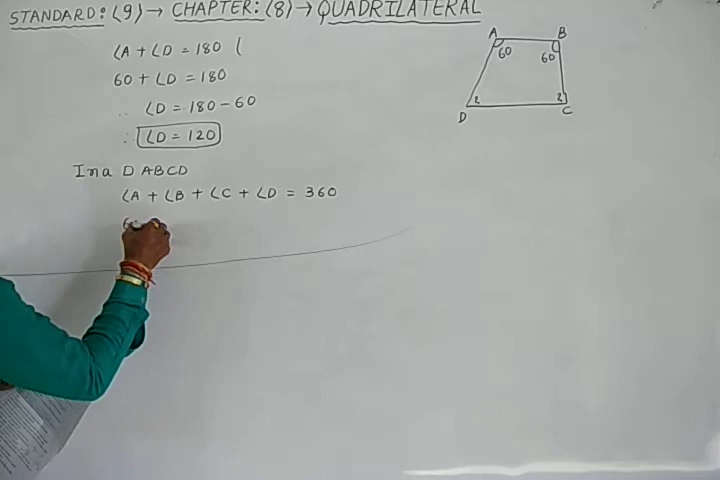 STANDARD: (9) → CHAPTER: (8) → QUADRILATERAL
∠A + ∠D = 180 (
60 + ∠D = 180
∴ ∠D = 180 - 60
∴ ∠D = 120
In a □ ABCD
∠A + ∠B + ∠C + ∠D = 360
A B
60 60
D C